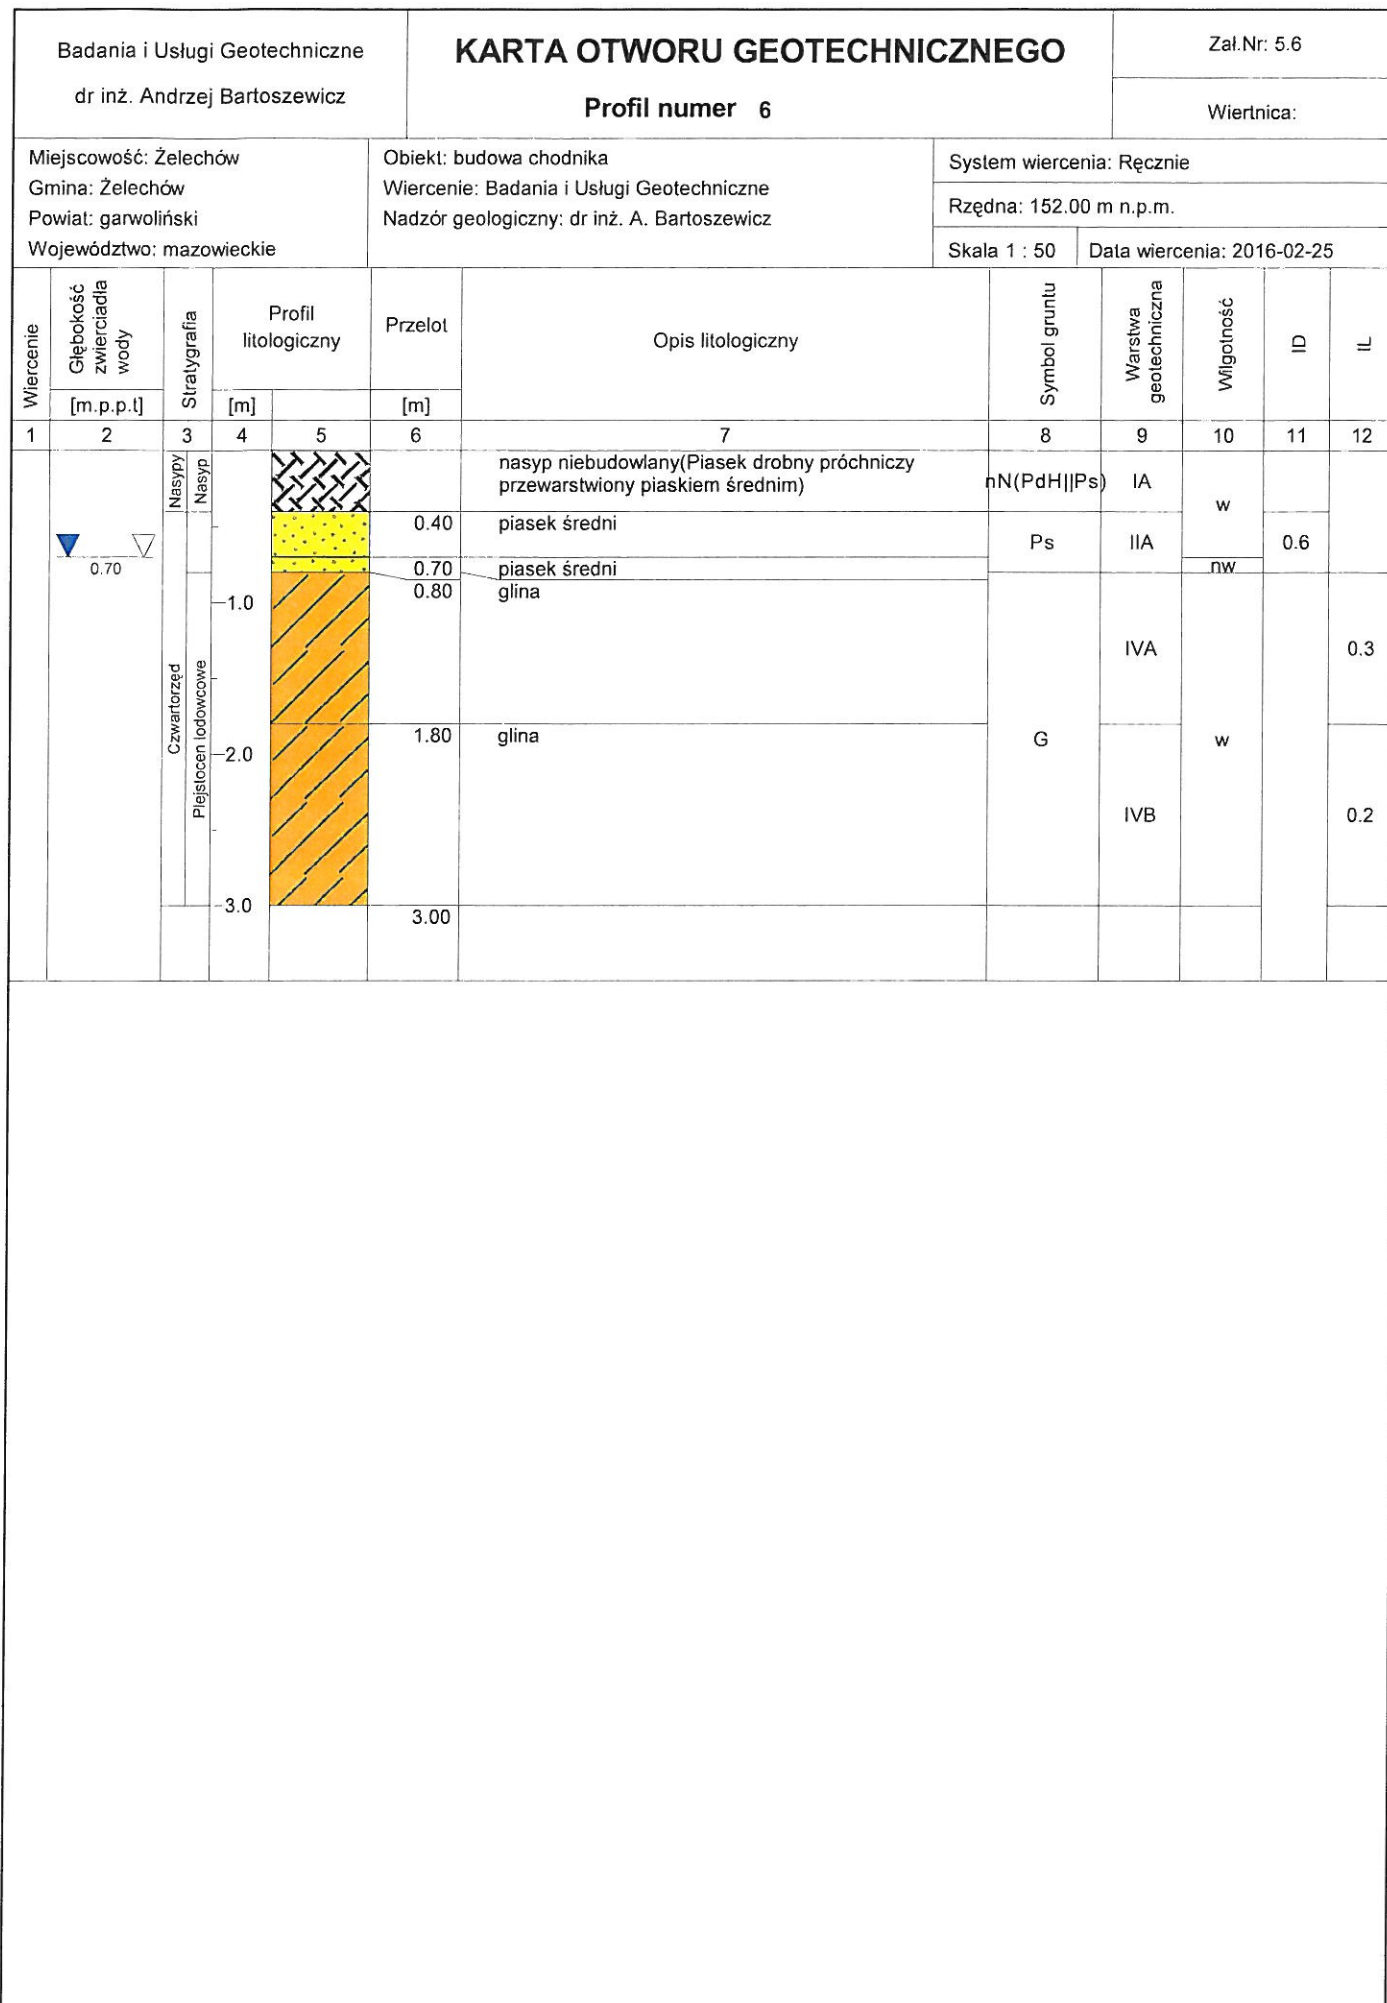 Badania i Usługi Geotechniczne
dr inż. Andrzej Bartoszewicz
KARTA OTWORU GEOTECHNICZNEGO
Profil numer 6
Zał.Nr: 5.6
Wiertnica:
Miejscowość: Żelechów
Gmina: Żelechów
Powiat: garwoliński
Województwo: mazowieckie
Obiekt: budowa chodnika
Wiercenie: Badania i Usługi Geotechniczne
Nadzór geologiczny: dr inż. A. Bartoszewicz
System wiercenia: Ręcznie
Rzędna: 152.00 m n.p.m.
Skala 1 : 50
Data wiercenia: 2016-02-25
Wiercenie
Głębokość
zwierciadła
wody
[m.p.p.t]
Stratygrafia
Profil
litologiczny
[m]
Przelot
[m]
Opis litologiczny
Symbol gruntu
Warstwa
geotechniczna
Wilgotność
ID
IL
1 2 3 4 5 6 7 8 9 10 11 12
Nasypy
Nasyp
nasyp niebudowlany(Piasek drobny próchniczy
przewarstwiony piaskiem średnim)
nN(PdH||Ps)
IA
w
0.40
piasek średni
Ps
IIA
0.6
0.70
0.70
piasek średni
nw
0.80
glina
1.0
IVA
0.3
Czwartorzęd
Plejstocen lodowcowe
1.80
glina
2.0
G
w
IVB
0.2
3.0
3.00